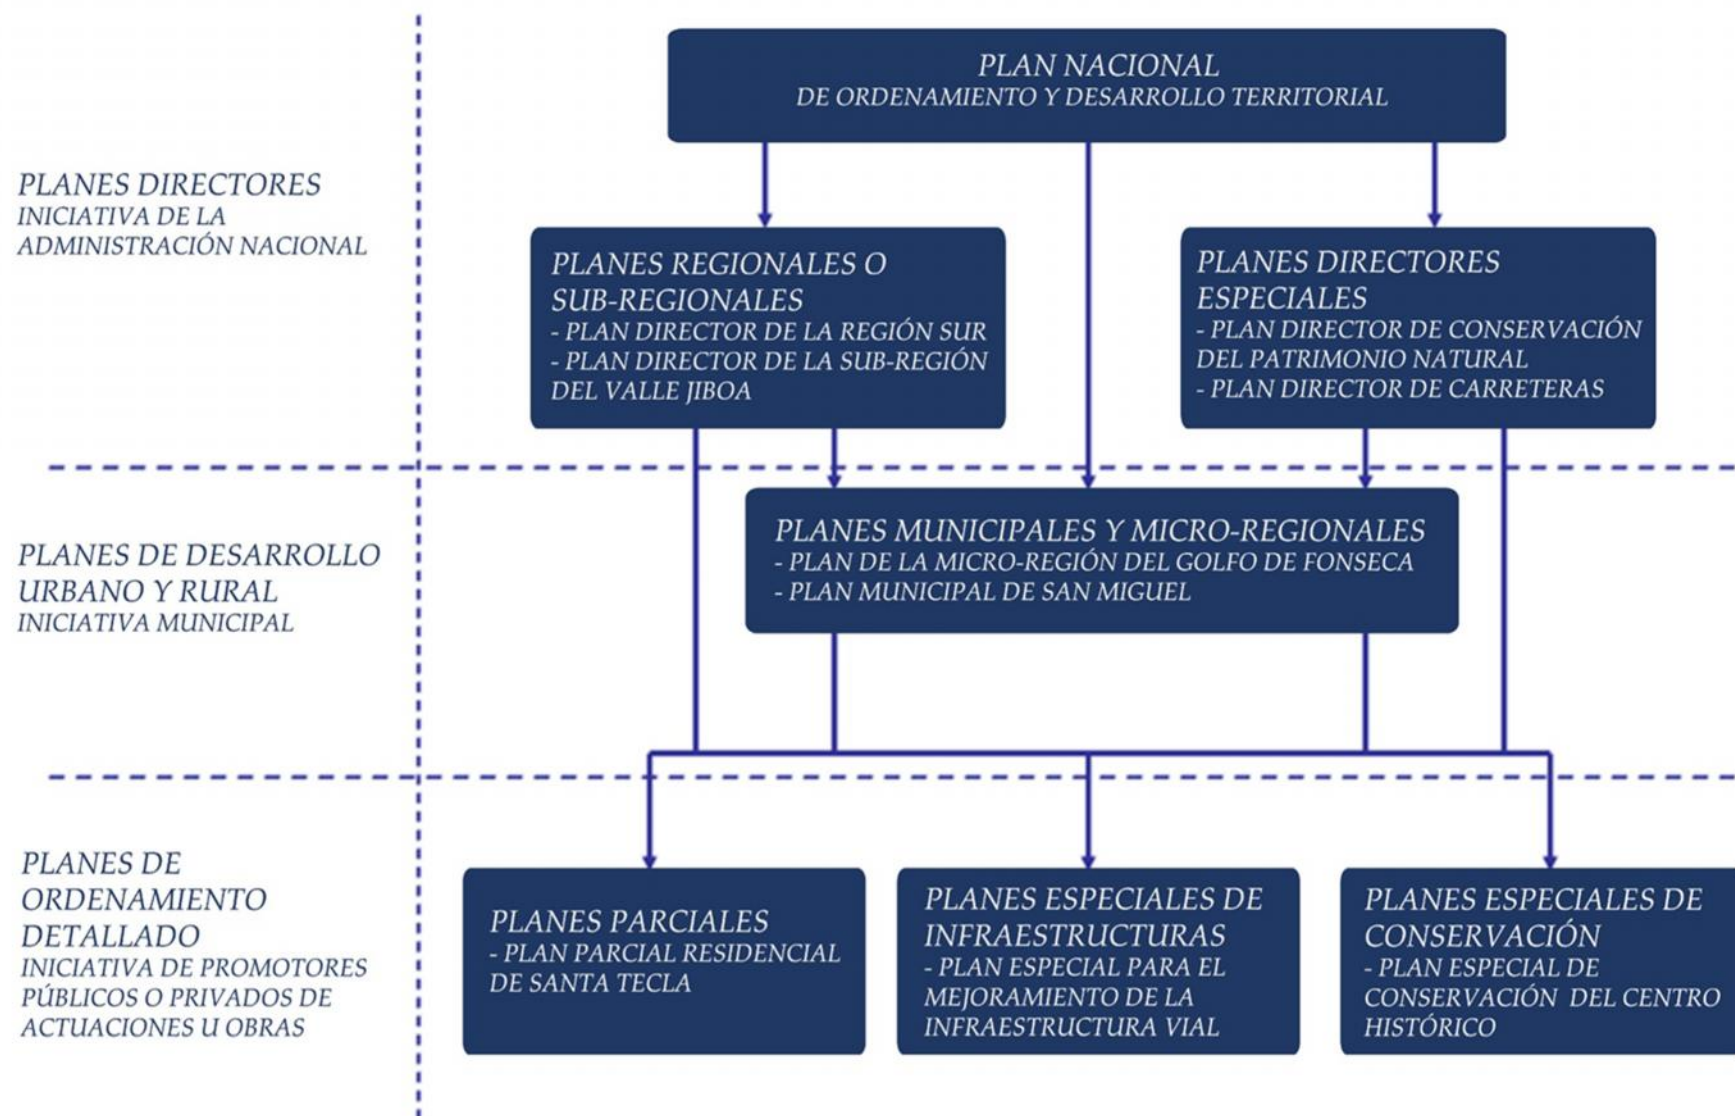 PLAN NACIONAL
DE ORDENAMIENTO Y DESARROLLO TERRITORIAL
PLANES DIRECTORES
INICIATIVA DE LA
ADMINISTRACIÓN NACIONAL
PLANES REGIONALES O
SUB-REGIONALES
- PLAN DIRECTOR DE LA REGIÓN SUR
- PLAN DIRECTOR DE LA SUB-REGIÓN
DEL VALLE JIBOA
PLANES DIRECTORES
ESPECIALES
- PLAN DIRECTOR DE CONSERVACIÓN
DEL PATRIMONIO NATURAL
- PLAN DIRECTOR DE CARRETERAS
PLANES DE DESARROLLO
URBANO Y RURAL
INICIATIVA MUNICIPAL
PLANES MUNICIPALES Y MICRO-REGIONALES
- PLAN DE LA MICRO-REGIÓN DEL GOLFO DE FONSECA
- PLAN MUNICIPAL DE SAN MIGUEL
PLANES DE
ORDENAMIENTO
DETALLADO
INICIATIVA DE PROMOTORES
PÚBLICOS O PRIVADOS DE
ACTUACIONES U OBRAS
PLANES PARCIALES
- PLAN PARCIAL RESIDENCIAL
DE SANTA TECLA
PLANES ESPECIALES DE
INFRAESTRUCTURAS
- PLAN ESPECIAL PARA EL
MEJORAMIENTO DE LA
INFRAESTRUCTURA VIAL
PLANES ESPECIALES DE
CONSERVACIÓN
- PLAN ESPECIAL DE
CONSERVACIÓN DEL CENTRO
HISTÓRICO